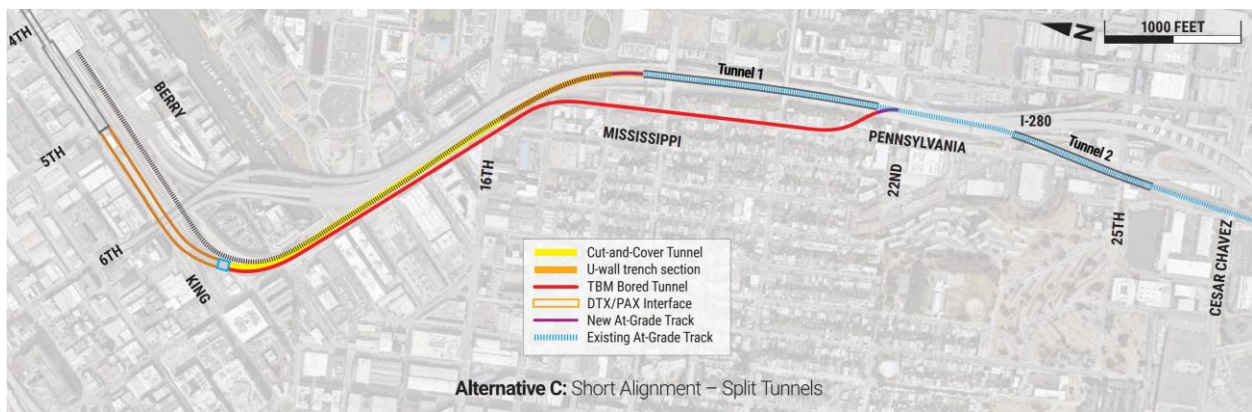 4TH
BERRY
5TH
6TH
KING
16TH
MISSISSIPPI
Tunnel 1
PENNSYLVANIA
22ND
I-280
Tunnel 2
25TH
CESAR CHAVEZ
N
1000 FEET
Cut-and-Cover Tunnel
U-wall trench section
TBM Bored Tunnel
DTX/PAX Interface
New At-Grade Track
Existing At-Grade Track
Alternative C: Short Alignment – Split Tunnels